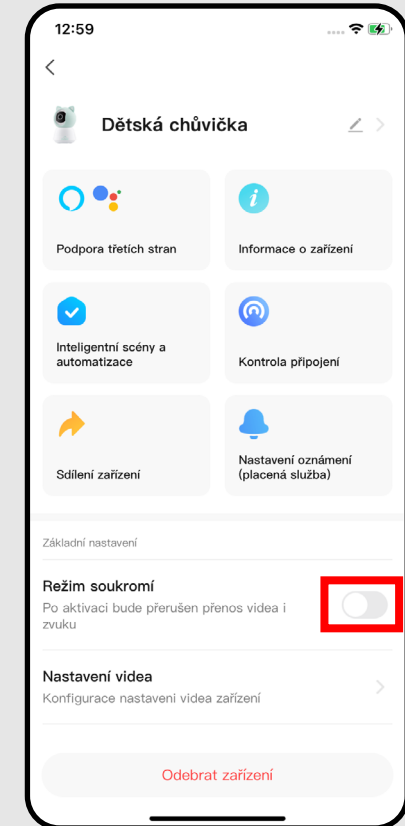 12:59
Dětská chůvička
Podpora třetích stran
Informace o zařízení
Inteligentní scény a
automatizace
Kontrola připojení
Sdílení zařízení
Nastavení oznámení
(placená služba)
Základní nastavení
Režim soukromí
Po aktivaci bude přerušen přenos videa i
zvuku
Nastavení videa
Konfigurace nastaveni videa zařízení
Odebrat zařízení